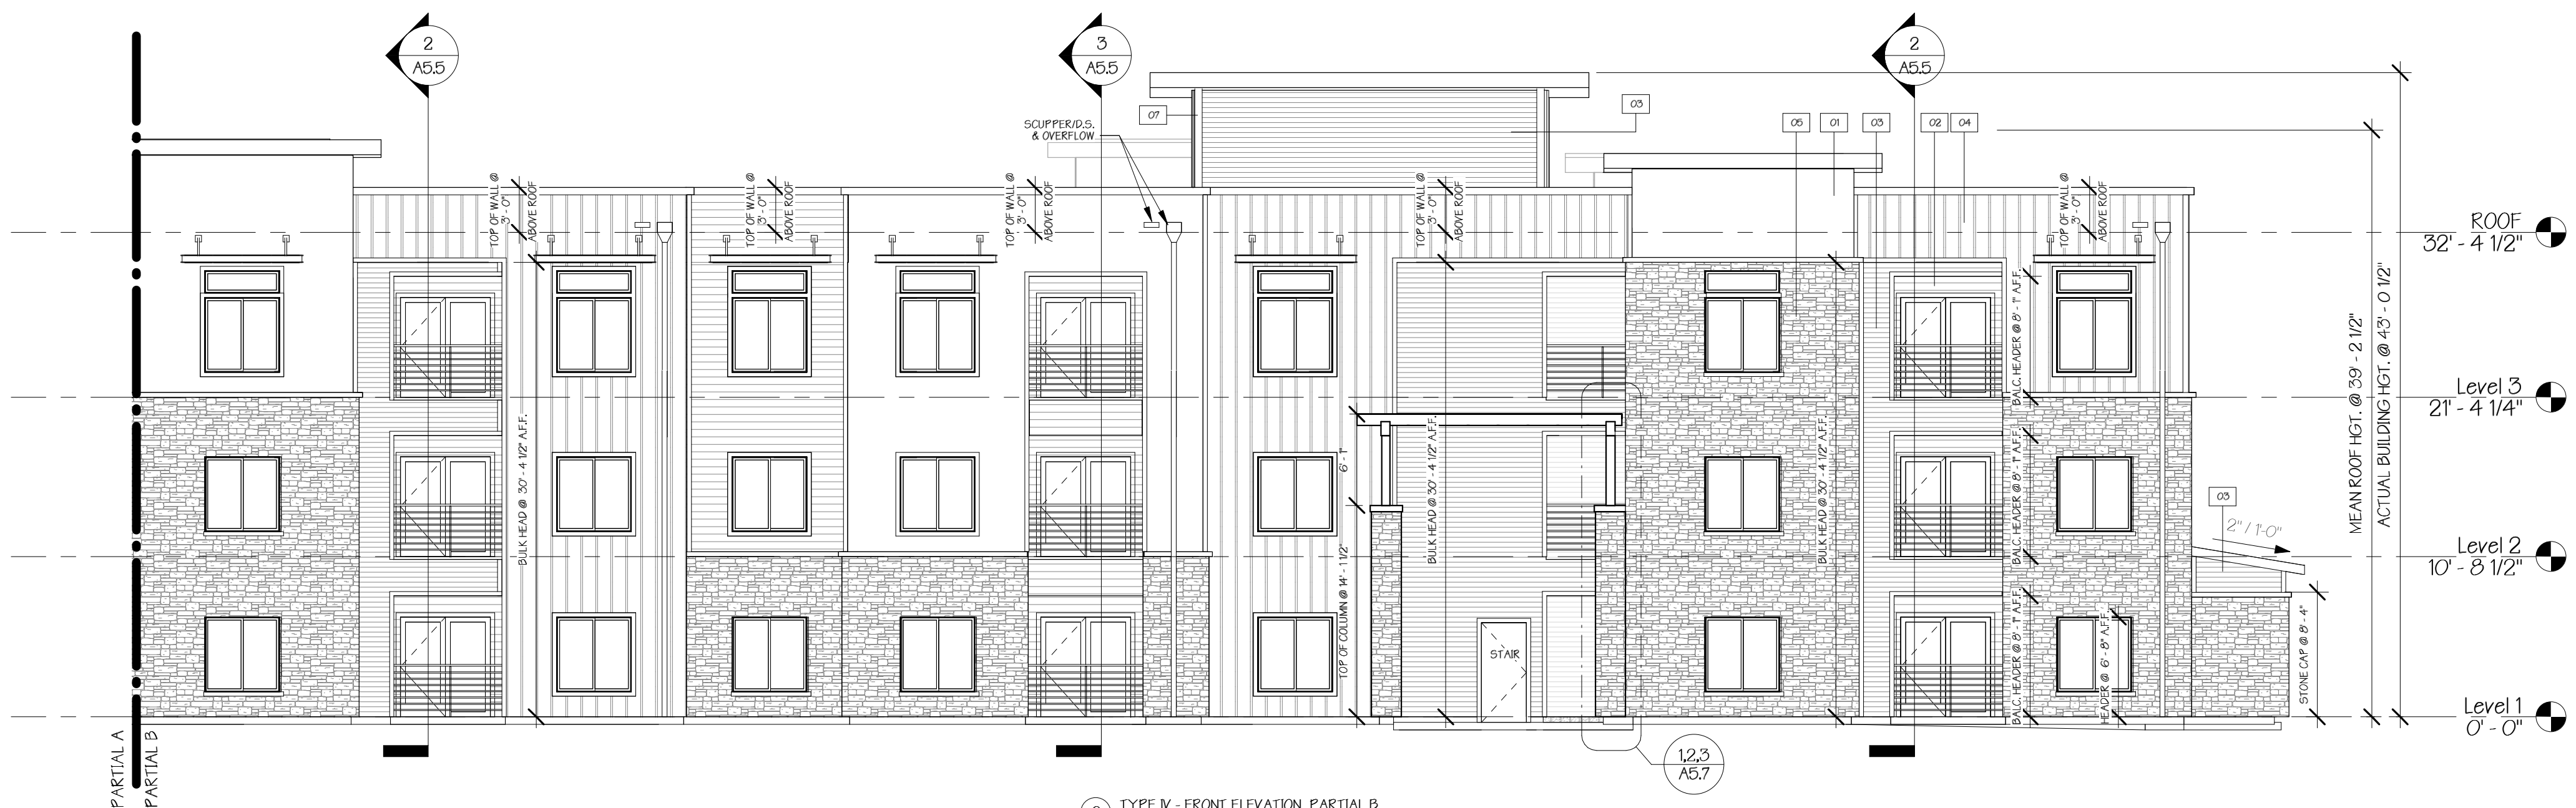 2
A5.5
3
A5.5
2
A5.5
07
03
05
01
03
02
04
SCUPPER/D.S.
& OVERFLOW
TOP OF WALL @
3' - 0"
ABOVE ROOF
TOP OF WALL @
3' - 0"
ABOVE ROOF
TOP OF WALL @
3' - 0"
ABOVE ROOF
TOP OF WALL @
3' - 0"
ABOVE ROOF
TOP OF WALL @
3' - 0"
ABOVE ROOF
ROOF
32' - 4 1/2"
Level 3
21' - 4 1/4"
Level 2
10' - 8 1/2"
Level 1
0' - 0"
MEAN ROOF HGT. @ 39' - 2 1/2"
ACTUAL BUILDING HGT. @ 43' - 0 1/2"
BULK HEAD @ 30' - 4 1/2" A.F.F.
BULK HEAD @ 30' - 4 1/2" A.F.F.
BULK HEAD @ 30' - 4 1/2" A.F.F.
6' - 1"
TOP OF COLUMN @ 14' - 1 1/2"
BALC. HEADER @ 8' - 1" A.F.F.
BALC. HEADER @ 8' - 1" A.F.F.
BALC. HEADER @ 8' - 1" A.F.F.
HEADER @ 6' - 8" A.F.F.
03
2" / 1'-0"
STONE CAP @ 8' - 4"
STAIR
1,2,3
A5.7
PARTIAL A
PARTIAL B
TYPE IV - FRONT ELEVATION PARTIAL B